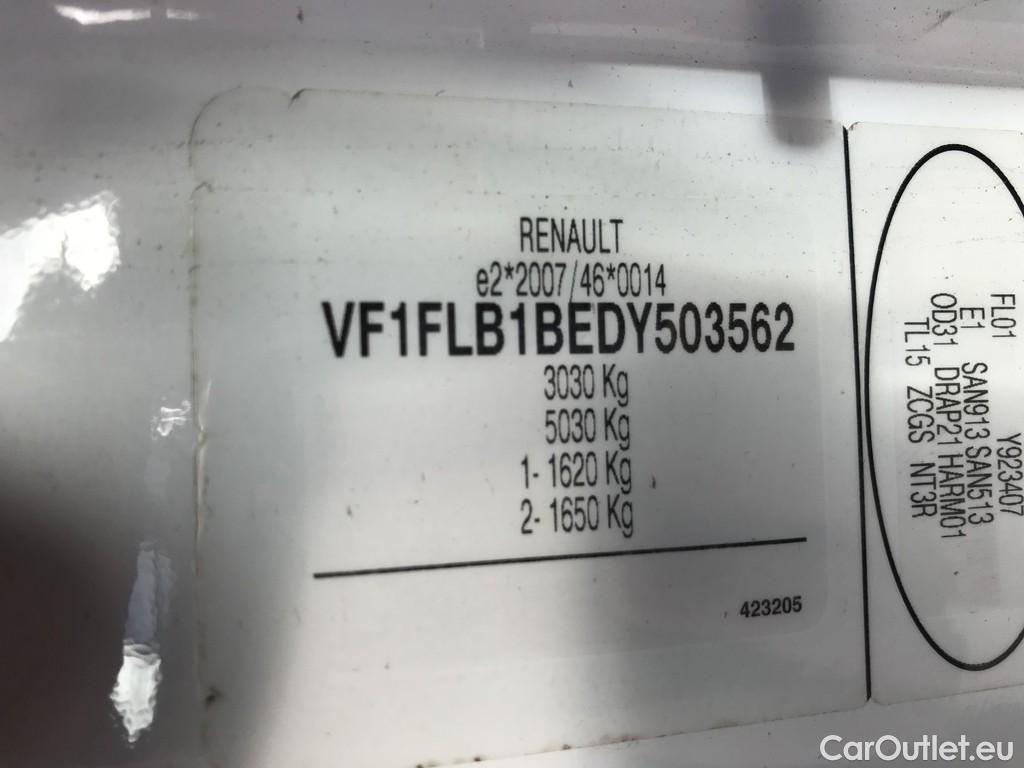 RENAULT
e2*2007/46*0014
VF1FLB1BEDY503562
3030 Kg
5030 Kg
1- 1620 Kg
2- 1650 Kg
423205
FL01 Y923407
E1 SAN913 SAN513
OD31 DRAP21 HARM01
TL15 ZCGS NT3R
CarOutlet.eu